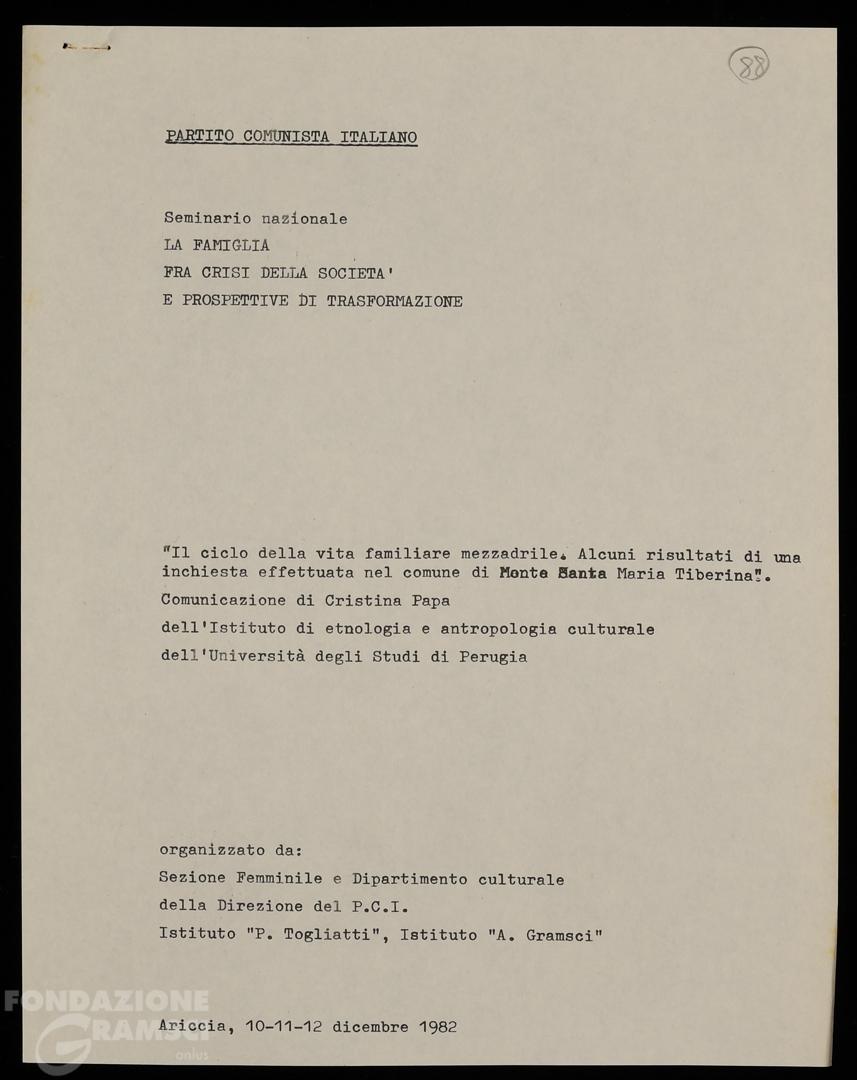 88
PARTITO COMUNISTA ITALIANO
Seminario nazionale
LA FAMIGLIA
FRA CRISI DELLA SOCIETA'
E PROSPETTIVE DI TRASFORMAZIONE
"Il ciclo della vita familiare mezzadrile. Alcuni risultati di una
inchiesta effettuata nel comune di Monte Santa Maria Tiberina".
Comunicazione di Cristina Papa
dell'Istituto di etnologia e antropologia culturale
dell'Università degli Studi di Perugia
organizzato da:
Sezione Femminile e Dipartimento culturale
della Direzione del P.C.I.
Istituto "P. Togliatti", Istituto "A. Gramsci"
Ariccia, 10-11-12 dicembre 1982
FONDAZIONE
GRAMSCI
onlus